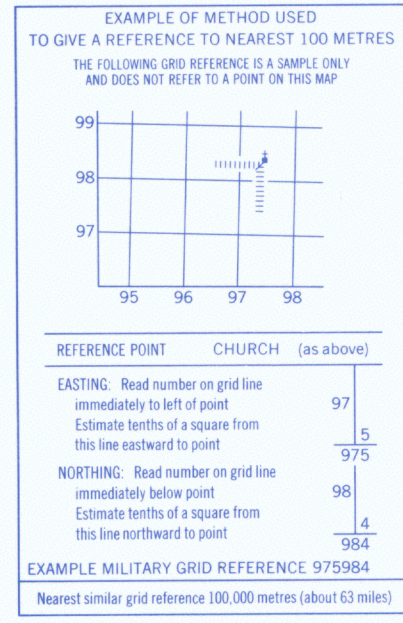 EXAMPLE OF METHOD USED
TO GIVE A REFERENCE TO NEAREST 100 METRES
THE FOLLOWING GRID REFERENCE IS A SAMPLE ONLY
AND DOES NOT REFER TO A POINT ON THIS MAP
99
98
97
95 96 97 98
REFERENCE POINT CHURCH (as above)
EASTING: Read number on grid line
immediately to left of point 97
Estimate tenths of a square from
this line eastward to point 5
975
NORTHING: Read number on grid line
immediately below point 98
Estimate tenths of a square from
this line northward to point 4
984
EXAMPLE MILITARY GRID REFERENCE 975984
Nearest similar grid reference 100,000 metres (about 63 miles)